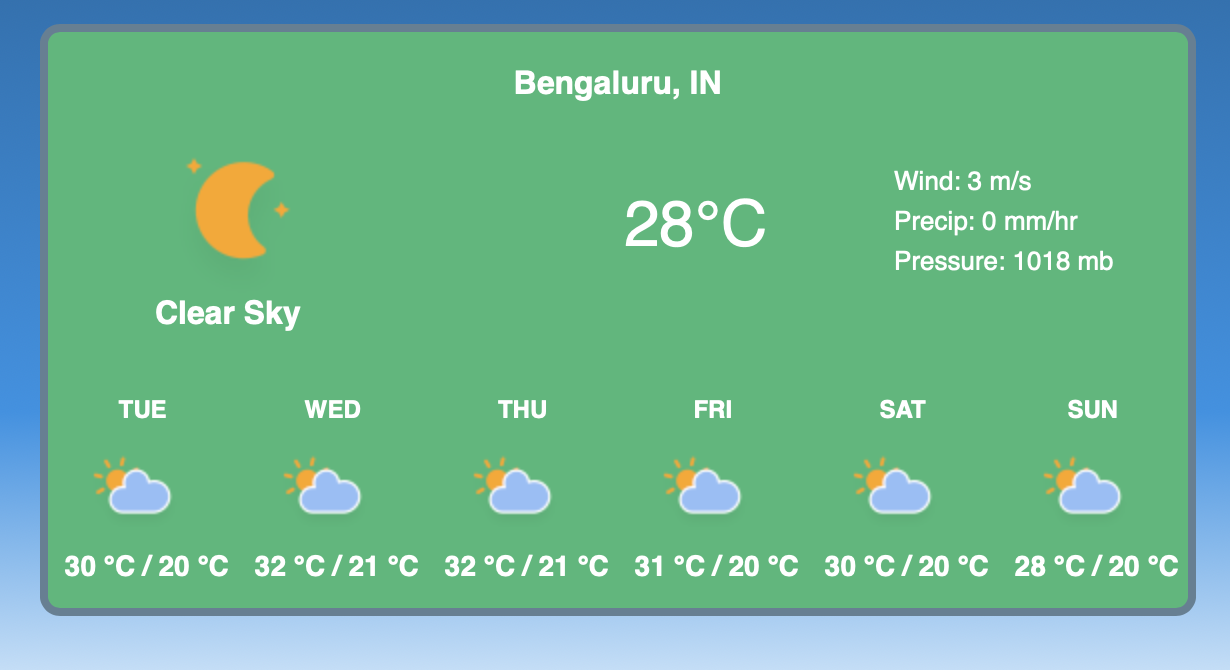 Bengaluru, IN
Clear Sky
28°C
Wind: 3 m/s
Precip: 0 mm/hr
Pressure: 1018 mb
TUE WED THU FRI SAT SUN
30 °C / 20 °C 32 °C / 21 °C 32 °C / 21 °C 31 °C / 20 °C 30 °C / 20 °C 28 °C / 20 °C